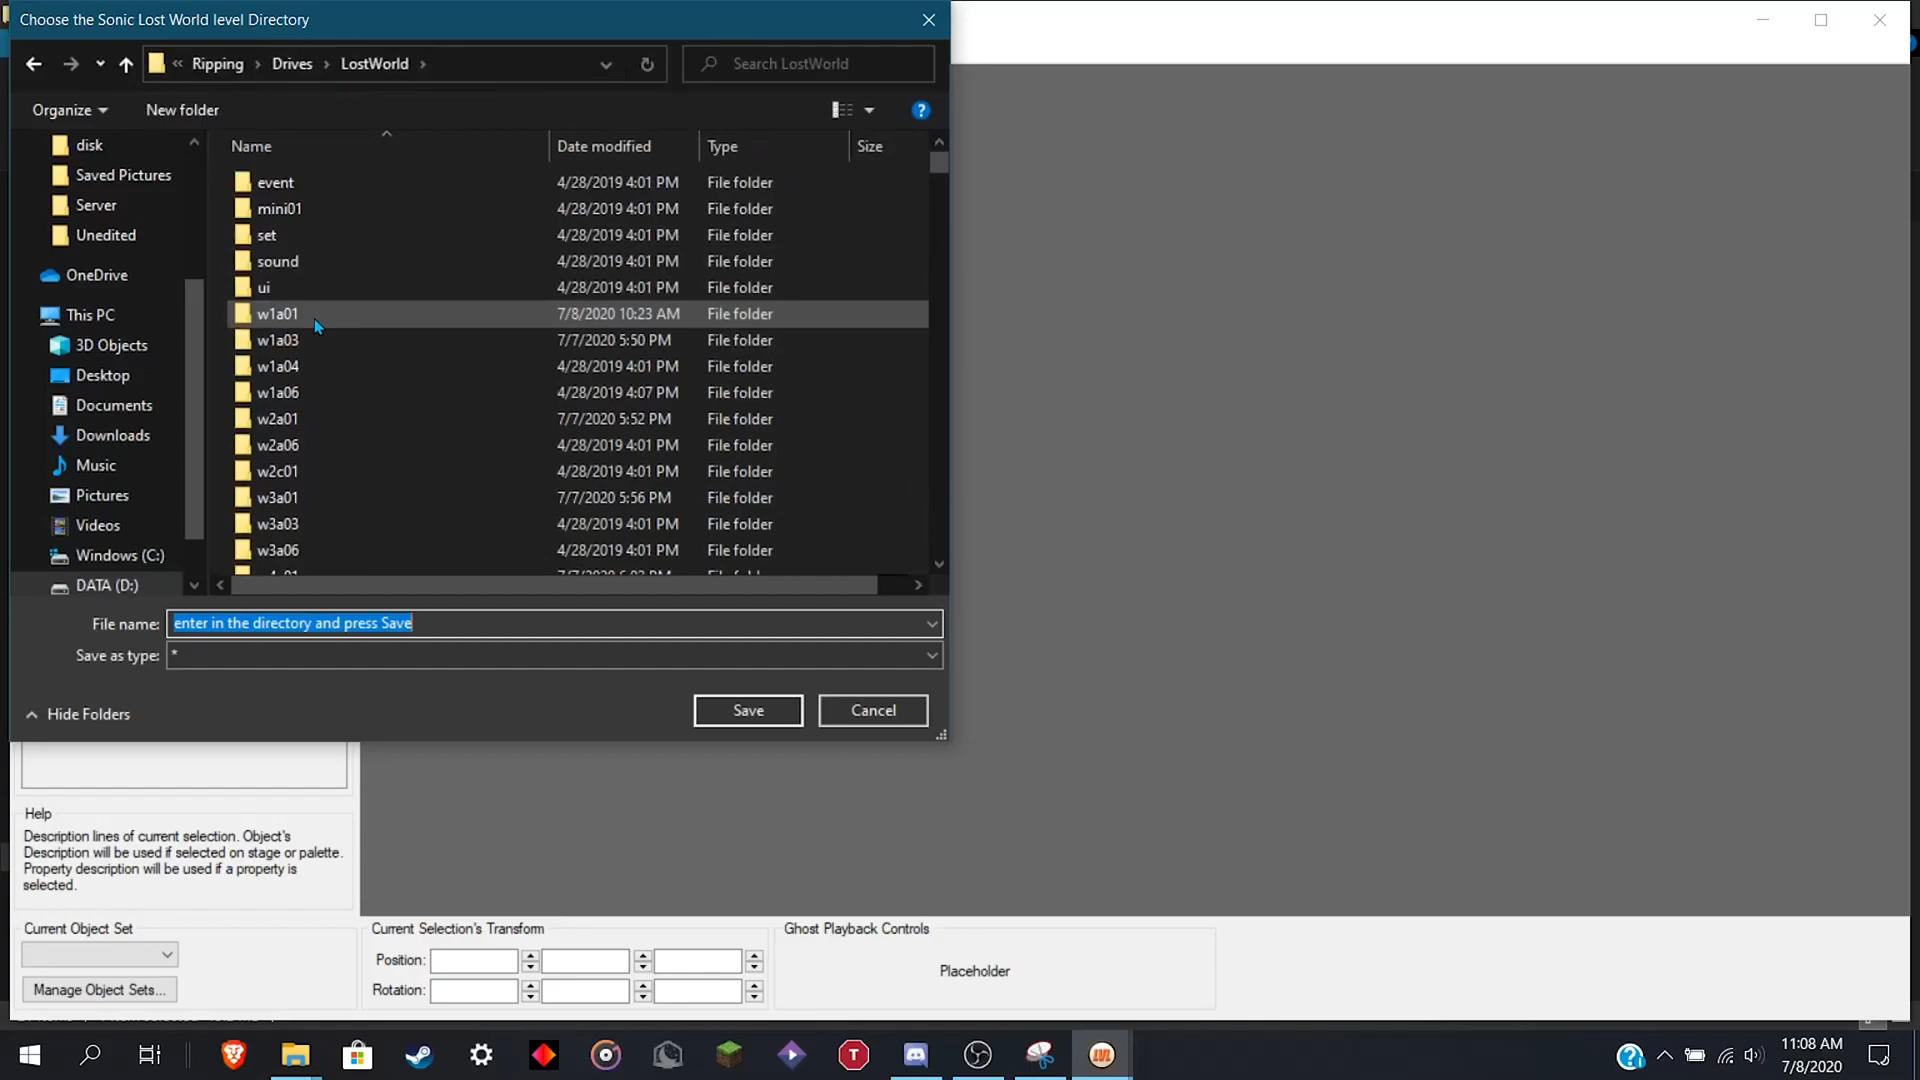 Choose the Sonic Lost World level Directory
« Ripping › Drives › LostWorld ›
Search LostWorld
Organize
New folder
disk
Saved Pictures
Server
Unedited
OneDrive
This PC
3D Objects
Desktop
Documents
Downloads
Music
Pictures
Videos
Windows (C:)
DATA (D:)
Name Date modified Type Size
event 4/28/2019 4:01 PM File folder
mini01 4/28/2019 4:01 PM File folder
set 4/28/2019 4:01 PM File folder
sound 4/28/2019 4:01 PM File folder
ui 4/28/2019 4:01 PM File folder
w1a01 7/8/2020 10:23 AM File folder
w1a03 7/7/2020 5:50 PM File folder
w1a04 4/28/2019 4:01 PM File folder
w1a06 4/28/2019 4:07 PM File folder
w2a01 7/7/2020 5:52 PM File folder
w2a06 4/28/2019 4:01 PM File folder
w2c01 4/28/2019 4:01 PM File folder
w3a01 7/7/2020 5:56 PM File folder
w3a03 4/28/2019 4:01 PM File folder
w3a06 4/28/2019 4:01 PM File folder
File name: enter in the directory and press Save
Save as type: *
Hide Folders
Save
Cancel
Help
Description lines of current selection. Object's
Description will be used if selected on stage or palette.
Property description will be used if a property is
selected.
Current Object Set
Manage Object Sets...
Current Selection's Transform
Position:
Rotation:
Ghost Playback Controls
Placeholder
T
LVL
11:08 AM
7/8/2020